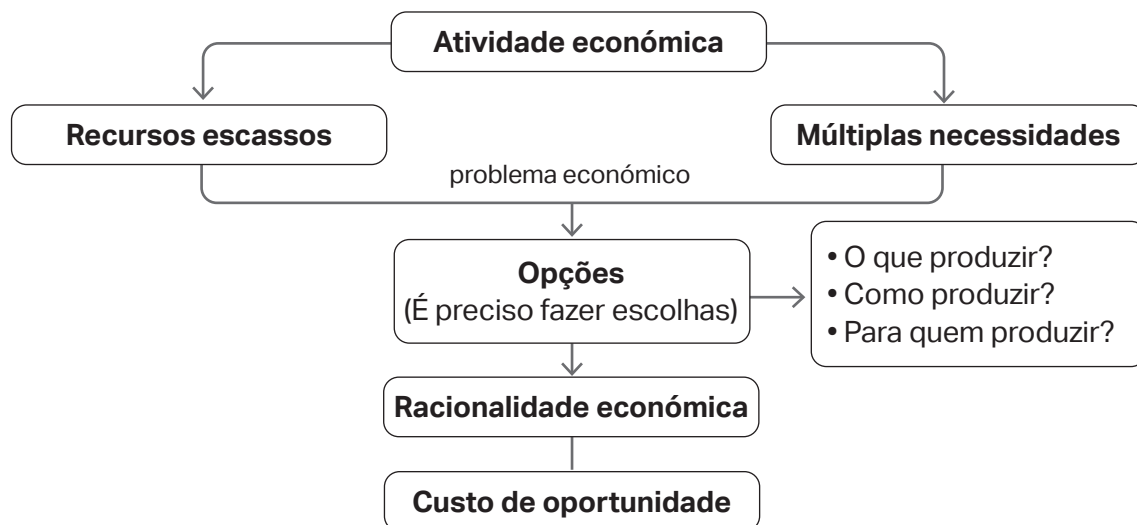 Atividade económica
Recursos escassos
Múltiplas necessidades
problema económico
Opções
(É preciso fazer escolhas)
• O que produzir?
• Como produzir?
• Para quem produzir?
Racionalidade económica
Custo de oportunidade